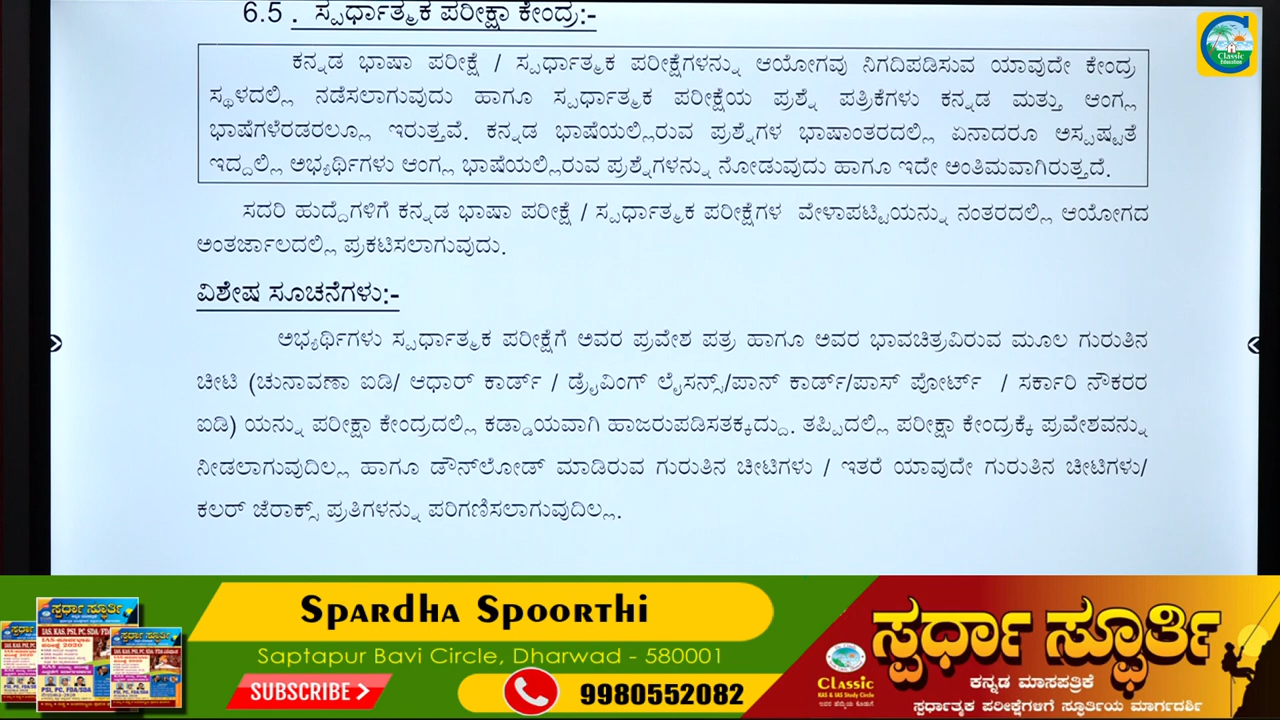 6.5 . ಸ್ಪರ್ಧಾತ್ಮಕ ಪರೀಕ್ಷಾ ಕೇಂದ್ರ:-
Classic
Education
ಕನ್ನಡ ಭಾಷಾ ಪರೀಕ್ಷೆ / ಸ್ಪರ್ಧಾತ್ಮಕ ಪರೀಕ್ಷೆಗಳನ್ನು ಆಯೋಗವು ನಿಗದಿಪಡಿಸುವ ಯಾವುದೇ ಕೇಂದ್ರ
ಸ್ಥಳದಲ್ಲಿ ನಡೆಸಲಾಗುವುದು ಹಾಗೂ ಸ್ಪರ್ಧಾತ್ಮಕ ಪರೀಕ್ಷೆಯ ಪ್ರಶ್ನೆ ಪತ್ರಿಕೆಗಳು ಕನ್ನಡ ಮತ್ತು ಆಂಗ್ಲ
ಭಾಷೆಗಳೆರಡರಲ್ಲೂ ಇರುತ್ತವೆ. ಕನ್ನಡ ಭಾಷೆಯಲ್ಲಿರುವ ಪ್ರಶ್ನೆಗಳ ಭಾಷಾಂತರದಲ್ಲಿ ಏನಾದರೂ ಅಸ್ಪಷ್ಟತೆ
ಇದ್ದಲ್ಲಿ ಅಭ್ಯರ್ಥಿಗಳು ಆಂಗ್ಲ ಭಾಷೆಯಲ್ಲಿರುವ ಪ್ರಶ್ನೆಗಳನ್ನು ನೋಡುವುದು ಹಾಗೂ ಇದೇ ಅಂತಿಮವಾಗಿರುತ್ತದೆ.
ಸದರಿ ಹುದ್ದೆಗಳಿಗೆ ಕನ್ನಡ ಭಾಷಾ ಪರೀಕ್ಷೆ / ಸ್ಪರ್ಧಾತ್ಮಕ ಪರೀಕ್ಷೆಗಳ ವೇಳಾಪಟ್ಟಿಯನ್ನು ನಂತರದಲ್ಲಿ ಆಯೋಗದ
ಅಂತರ್ಜಾಲದಲ್ಲಿ ಪ್ರಕಟಿಸಲಾಗುವುದು.
ವಿಶೇಷ ಸೂಚನೆಗಳು:-
ಅಭ್ಯರ್ಥಿಗಳು ಸ್ಪರ್ಧಾತ್ಮಕ ಪರೀಕ್ಷೆಗೆ ಅವರ ಪ್ರವೇಶ ಪತ್ರ ಹಾಗೂ ಅವರ ಭಾವಚಿತ್ರವಿರುವ ಮೂಲ ಗುರುತಿನ
ಚೀಟಿ (ಚುನಾವಣಾ ಐಡಿ/ ಆಧಾರ್ ಕಾರ್ಡ್ / ಡ್ರೈವಿಂಗ್ ಲೈಸನ್ಸ್/ಪಾನ್ ಕಾರ್ಡ್/ಪಾಸ್ ಪೋರ್ಟ್ / ಸರ್ಕಾರಿ ನೌಕರರ
ಐಡಿ) ಯನ್ನು ಪರೀಕ್ಷಾ ಕೇಂದ್ರದಲ್ಲಿ ಕಡ್ಡಾಯವಾಗಿ ಹಾಜರುಪಡಿಸತಕ್ಕದ್ದು. ತಪ್ಪಿದಲ್ಲಿ ಪರೀಕ್ಷಾ ಕೇಂದ್ರಕ್ಕೆ ಪ್ರವೇಶವನ್ನು
ನೀಡಲಾಗುವುದಿಲ್ಲ ಹಾಗೂ ಡೌನ್‌ಲೋಡ್ ಮಾಡಿರುವ ಗುರುತಿನ ಚೀಟಿಗಳು / ಇತರೆ ಯಾವುದೇ ಗುರುತಿನ ಚೀಟಿಗಳು/
ಕಲರ್ ಜೆರಾಕ್ಸ್ ಪ್ರತಿಗಳನ್ನು ಪರಿಗಣಿಸಲಾಗುವುದಿಲ್ಲ.
ಸ್ಪರ್ಧಾ ಸ್ಫೂರ್ತಿ
Spardha Spoorthi
Saptapur Bavi Circle, Dharwad - 580001
SUBSCRIBE
9980552082
ಸ್ಪರ್ಧಾ ಸ್ಫೂರ್ತಿ
Classic
KAS & IAS Study Circle
ಕನ್ನಡ ಮಾಸಪತ್ರಿಕೆ
ಸ್ಪರ್ಧಾತ್ಮಕ ಪರೀಕ್ಷೆಗಳಿಗೆ ಸ್ಫೂರ್ತಿಯ ಮಾರ್ಗದರ್ಶಿ